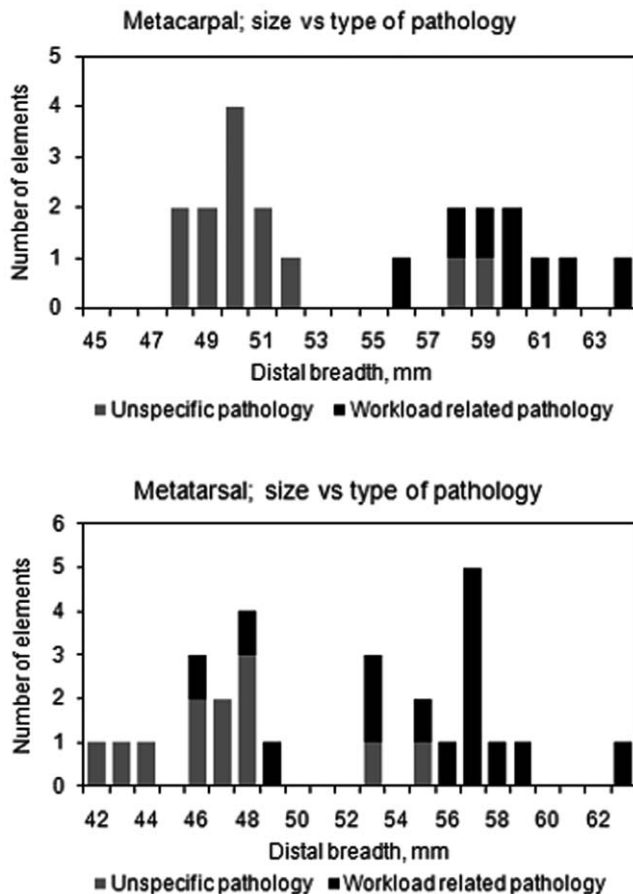 Metacarpal; size vs type of pathology
5
4
3
2
1
0
Number of elements
45 47 49 51 53 55 57 59 61 63
Distal breadth, mm
Unspecific pathology Workload related pathology
Metatarsal; size vs type of pathology
6
5
4
3
2
1
0
Number of elements
42 44 46 48 50 52 54 56 58 60 62
Distal breadth, mm
Unspecific pathology Workload related pathology